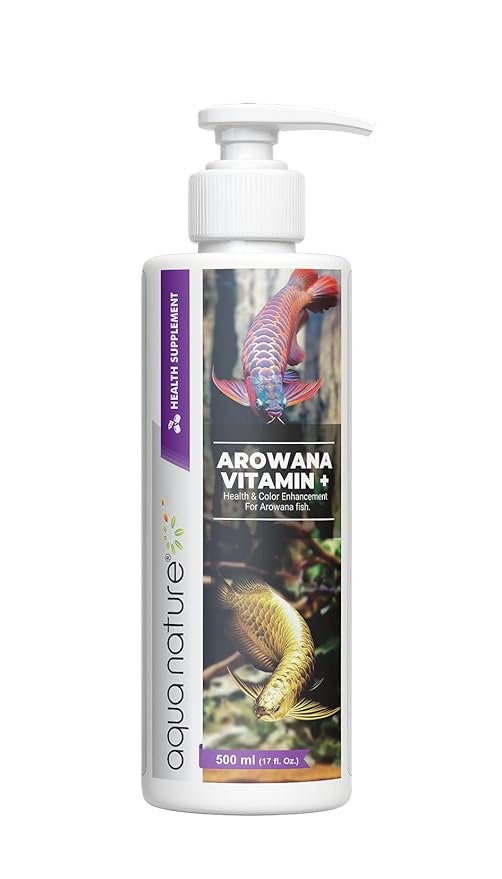 HEALTH SUPPLEMENT
aqua nature®
AROWANA
VITAMIN +
Health & Color Enhancement
For Arowana fish.
500 ml (17 fl. Oz.)